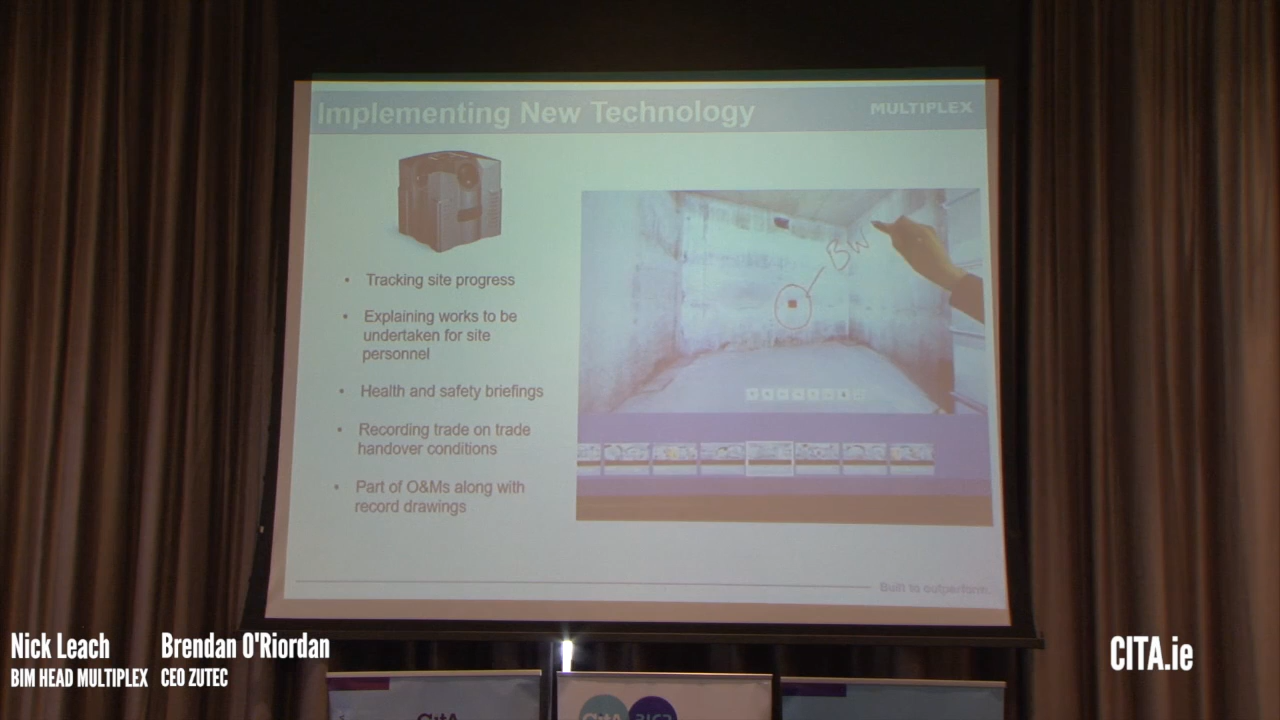 Implementing New Technology
MULTIPLEX
• Tracking site progress
• Explaining works to be
undertaken for site
personnel
• Health and safety briefings
• Recording trade on trade
handover conditions
• Part of O&Ms along with
record drawings
BW
Built to outperform.
Nick Leach
BIM HEAD MULTIPLEX
Brendan O'Riordan
CEO ZUTEC
CITA.ie
CitA
CitA